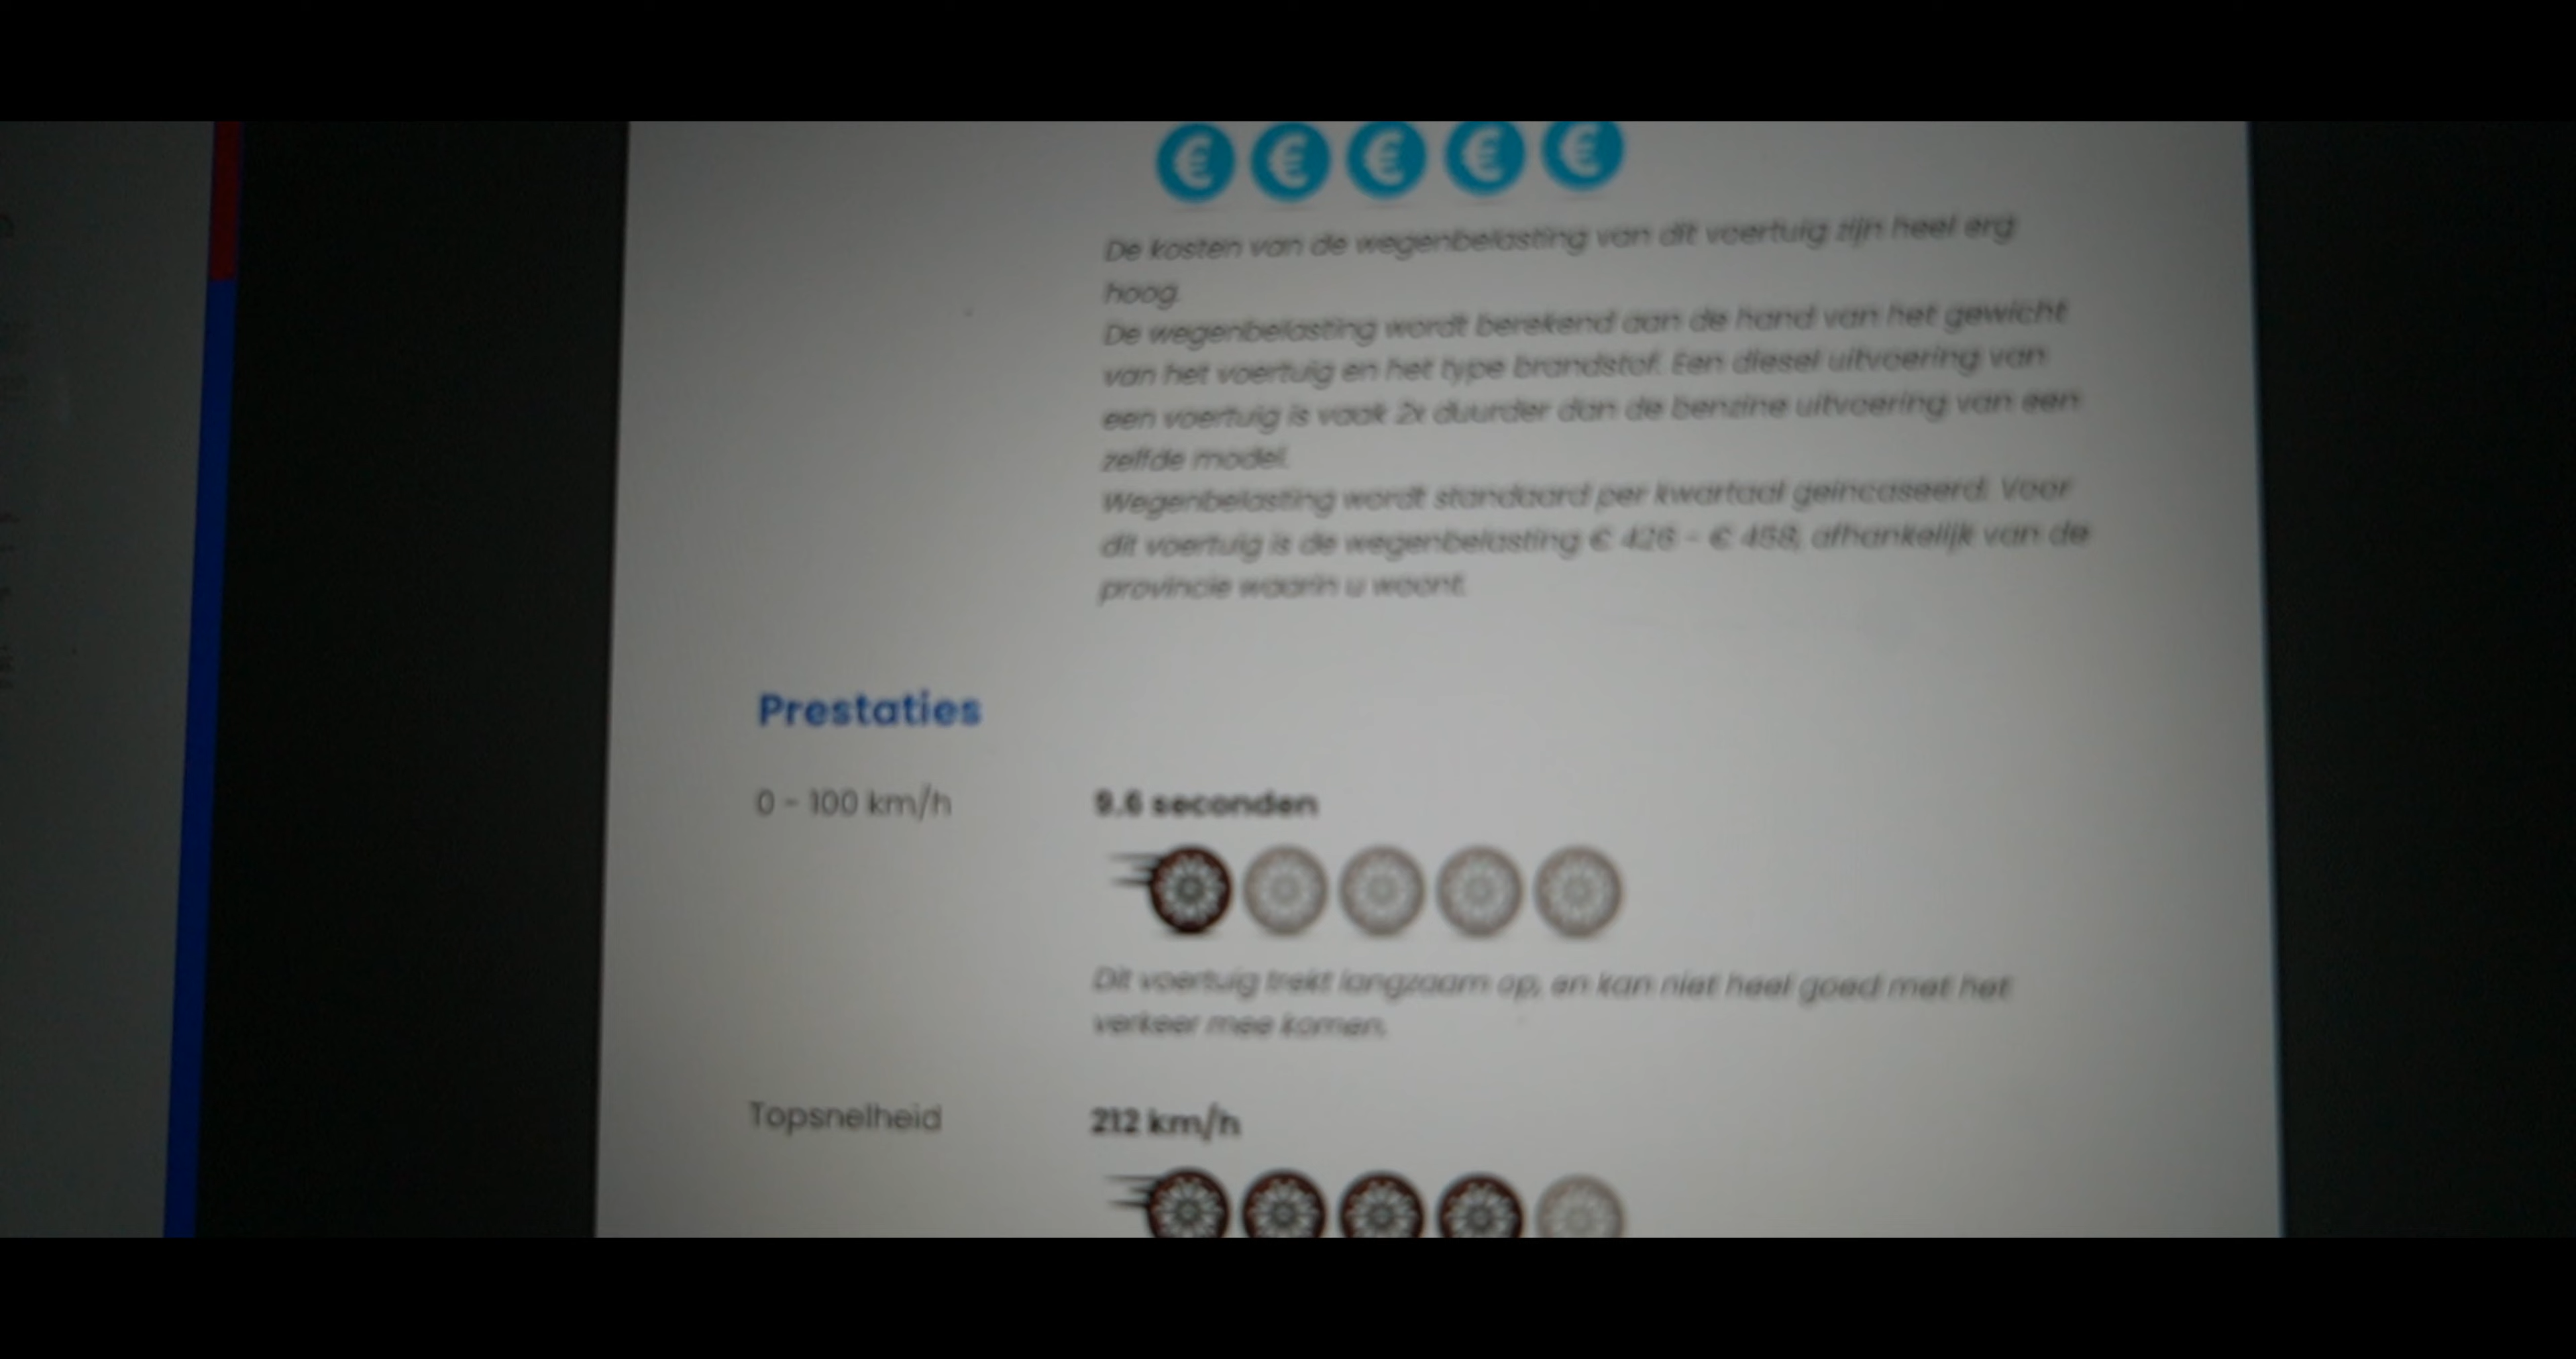 De kosten van de wegenbelasting van dit voertuig zijn heel erg
hoog.
De wegenbelasting wordt berekend aan de hand van het gewicht
van het voertuig en het type brandstof. Een diesel uitvoering van
een voertuig is vaak 2x duurder dan de benzine uitvoering van een
zelfde model.
Wegenbelasting wordt standaard per kwartaal geincasseerd. Voor
dit voertuig is de wegenbelasting € 426 - € 468, afhankelijk van de
provincie waarin u woont.
Prestaties
0 - 100 km/h
9.6 seconden
Dit voertuig trekt langzaam op, en kan niet heel goed met het
verkeer mee komen.
Topsnelheid
212 km/h